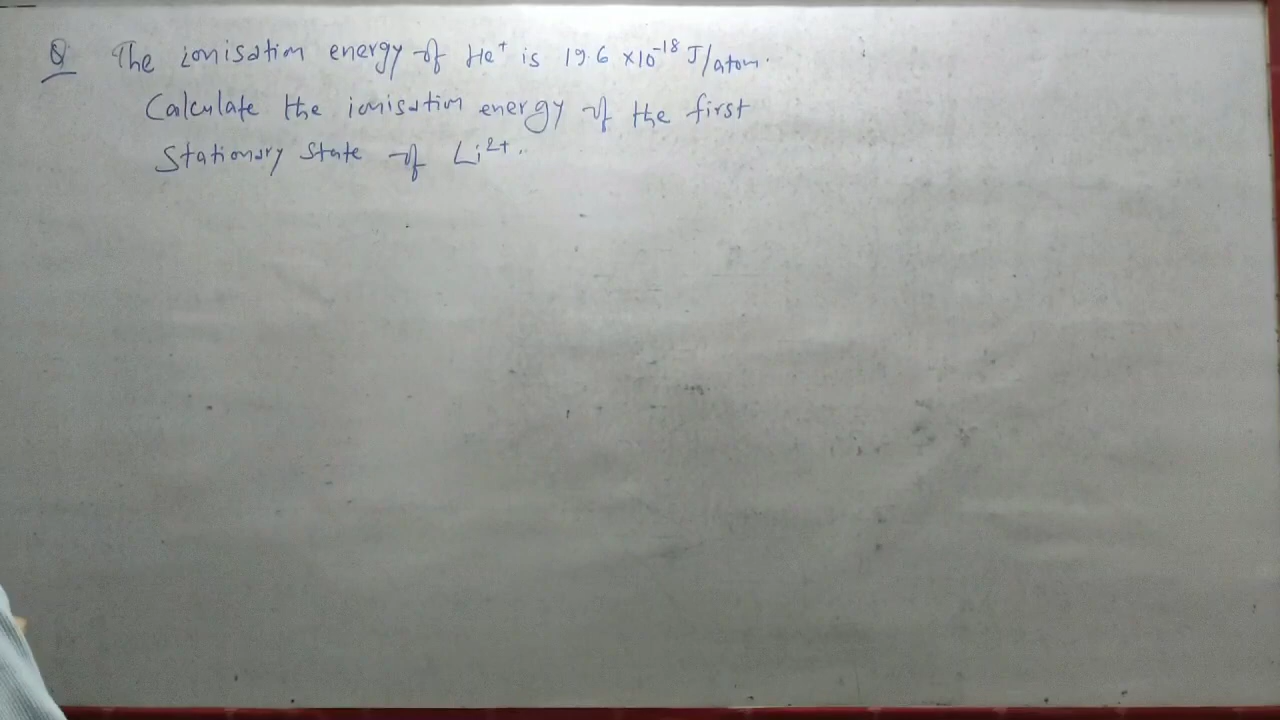 Q The ionisation energy of He⁺ is 19.6 ×10⁻¹⁸ J/atom.
Calculate the ionisation energy of the first
Stationary State of Li²⁺.